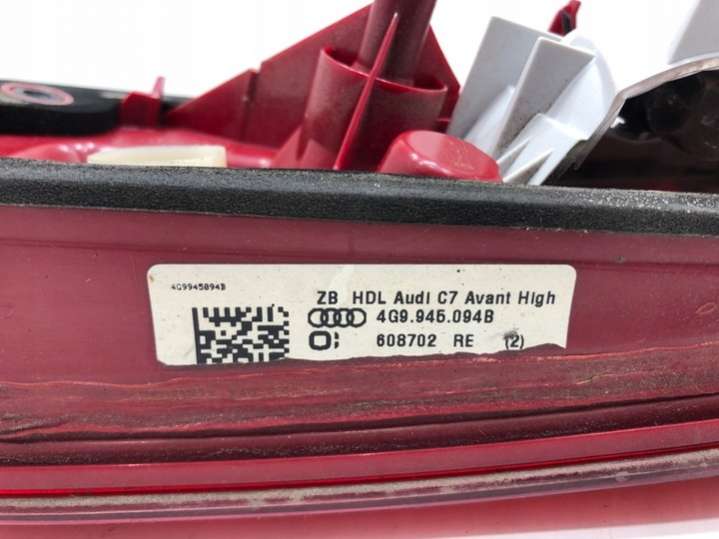 4G9945094B
ZB HDL Audi C7 Avant High
4G9.945.094B
608702 RE (2)